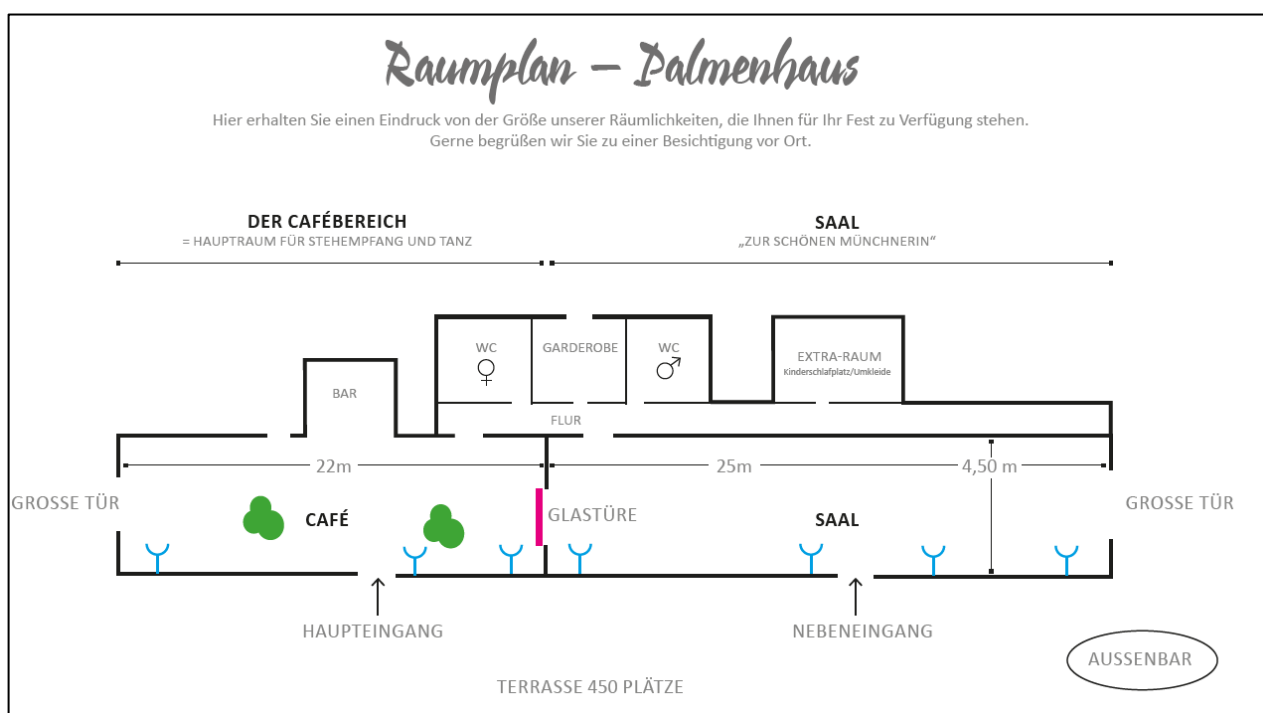 Raumplan – Palmenhaus
Hier erhalten Sie einen Eindruck von der Größe unserer Räumlichkeiten, die Ihnen für Ihr Fest zu Verfügung stehen.
Gerne begrüßen wir Sie zu einer Besichtigung vor Ort.
DER CAFÉBEREICH
= HAUPTRAUM FÜR STEHEMPFANG UND TANZ
SAAL
„ZUR SCHÖNEN MÜNCHNERIN“
WC
GARDEROBE
WC
EXTRA-RAUM
Kinderschlafplatz/Umkleide
BAR
FLUR
22m
25m
4,50 m
GROSSE TÜR
CAFÉ
GLASTÜRE
SAAL
GROSSE TÜR
HAUPTEINGANG
NEBENEINGANG
AUSSENBAR
TERRASSE 450 PLÄTZE